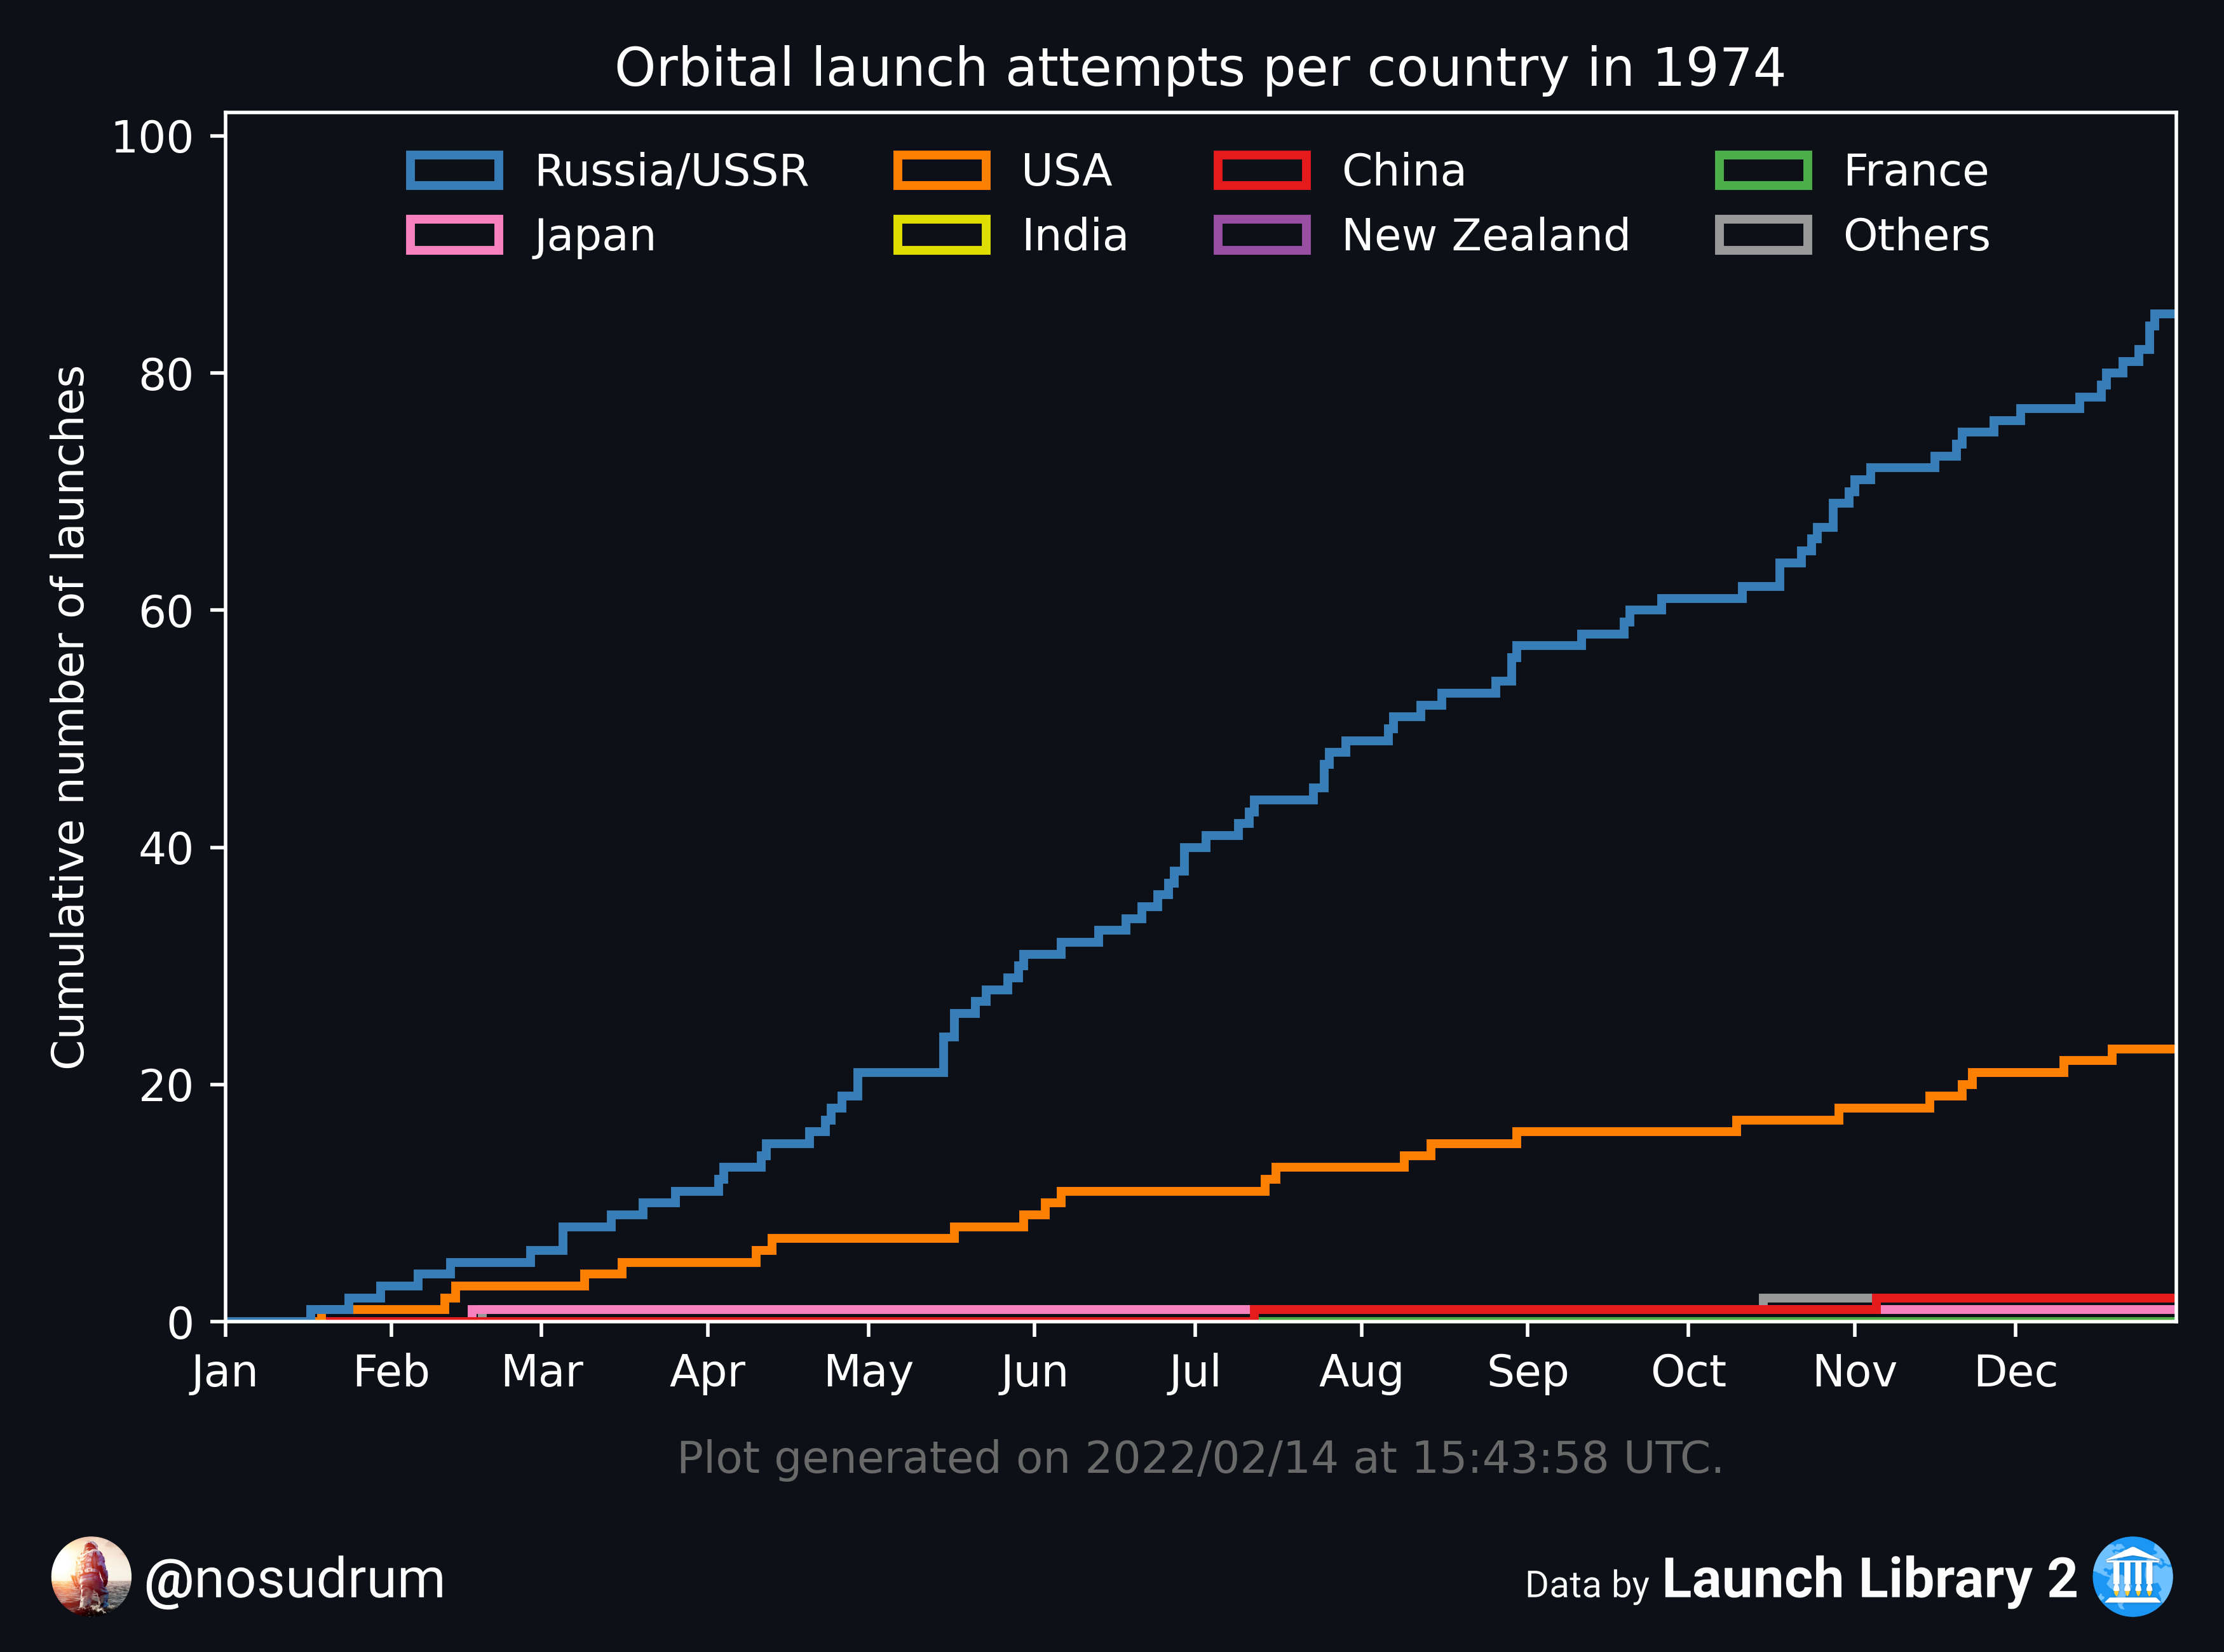 Orbital launch attempts per country in 1974
Russia/USSR USA China France
Japan India New Zealand Others
Cumulative number of launches
100
80
60
40
20
0
Jan Feb Mar Apr May Jun Jul Aug Sep Oct Nov Dec
Plot generated on 2022/02/14 at 15:43:58 UTC.
@nosudrum
Data by Launch Library 2